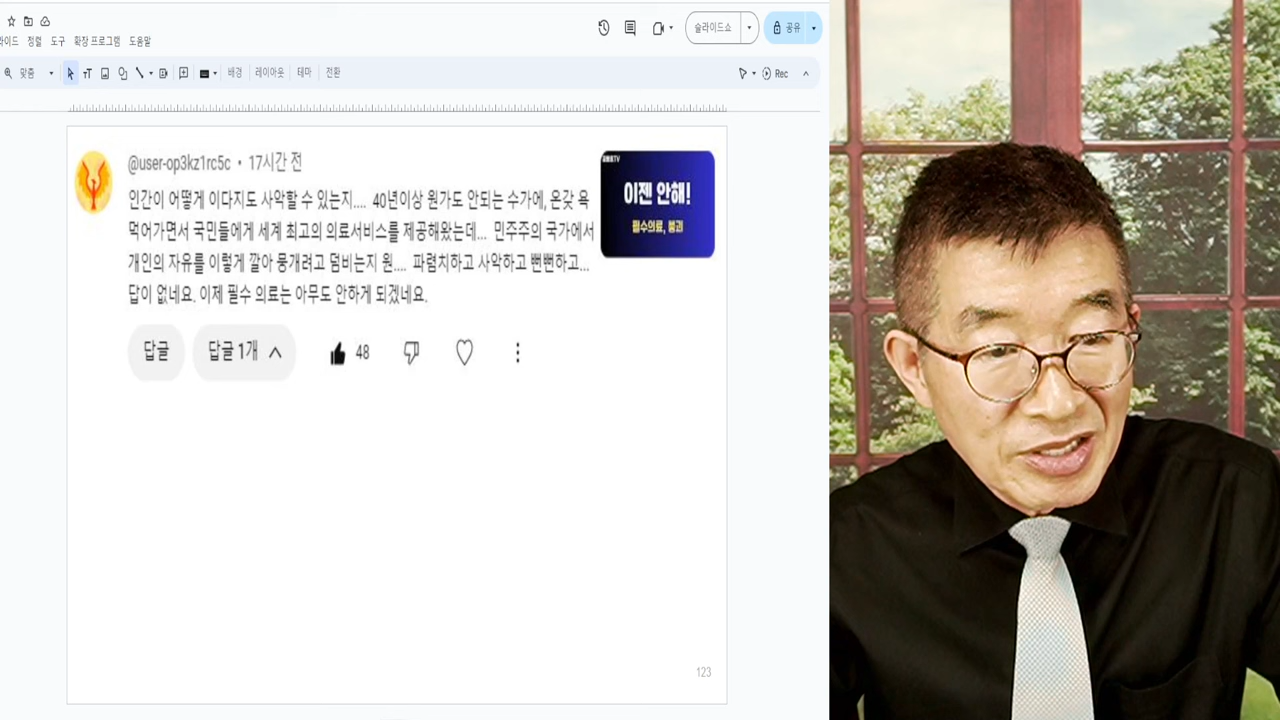 라이드 정렬 도구 확장 프로그램 도움말
슬라이드쇼
공유
맞춤
배경 레이아웃 테마 전환
Rec
@user-op3kz1rc5c • 17시간 전
인간이 어떻게 이다지도 사악할 수 있는지.... 40년이상 원가도 안되는 수가에, 온갖 욕
먹어가면서 국민들에게 세계 최고의 의료서비스를 제공해왔는데... 민주주의 국가에서
개인의 자유를 이렇게 깔아 뭉개려고 덤비는지 원.... 파렴치하고 사악하고 뻔뻔하고...
답이 없네요. 이제 필수 의료는 아무도 안하게 되겠네요.
이젠 안해!
필수의료, 붕괴
답글 답글 1개 48
123